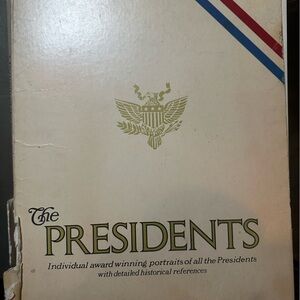 The
PRESIDENTS
Individual award winning portraits of all the Presidents
with detailed historical references